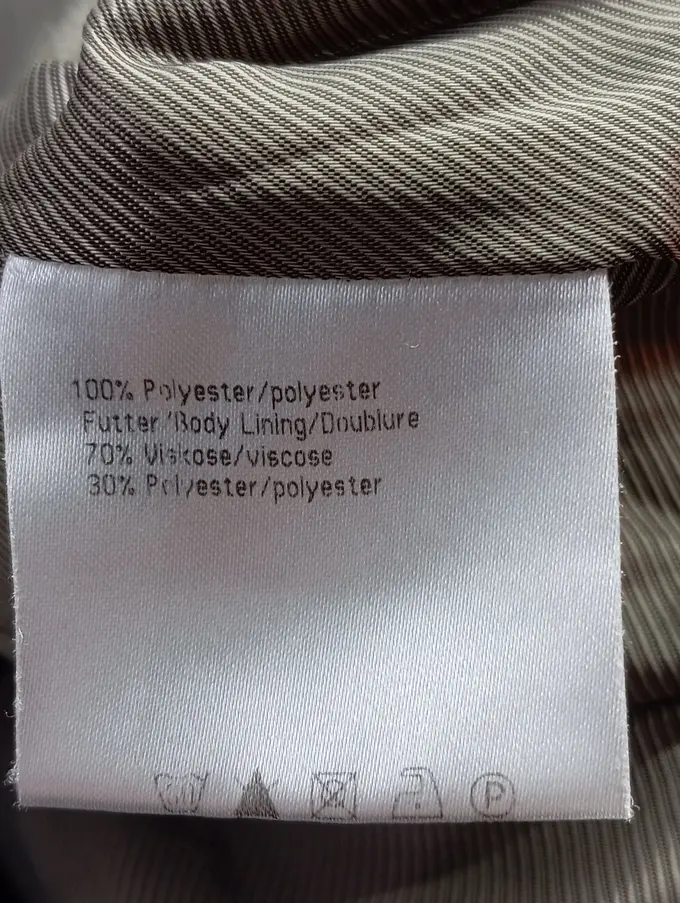 100% Polyester/polyester
Futter/Body Lining/Doublure
70% Viskose/viscose
30% Polyester/polyester
P